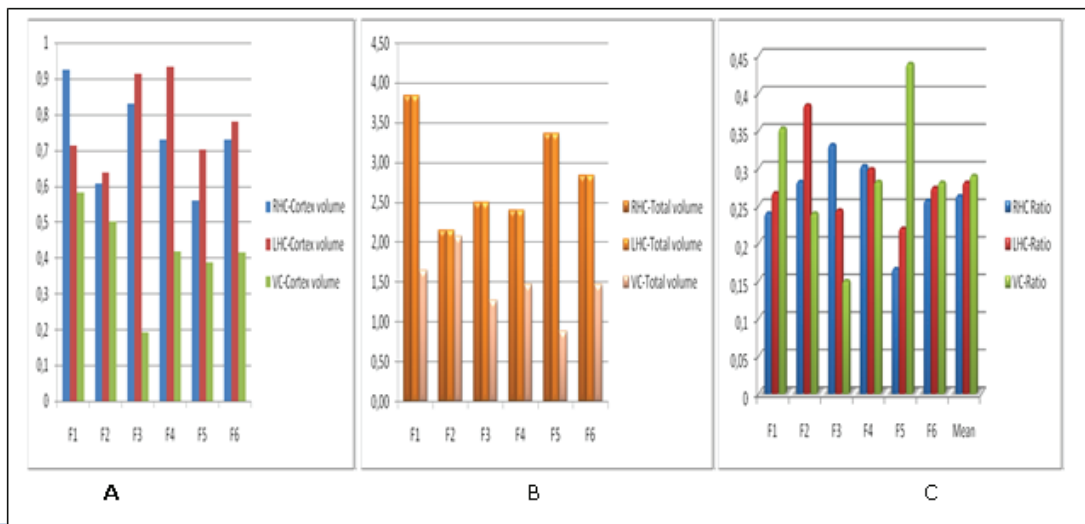 1
0,9
0,8
0,7
0,6
0,5
0,4
0,3
0,2
0,1
0
F1 F2 F3 F4 F5 F6
RHC-Cortex volume
LHC-Cortex volume
VC-Cortex volume
A
4,50
4,00
3,50
3,00
2,50
2,00
1,50
1,00
0,50
0,00
F1 F2 F3 F4 F5 F6
RHC-Total volume
LHC-Total volume
VC-Total volume
B
0,45
0,4
0,35
0,3
0,25
0,2
0,15
0,1
0,05
0
F1 F2 F3 F4 F5 F6 Mean
RHC Ratio
LHC-Ratio
VC-Ratio
C